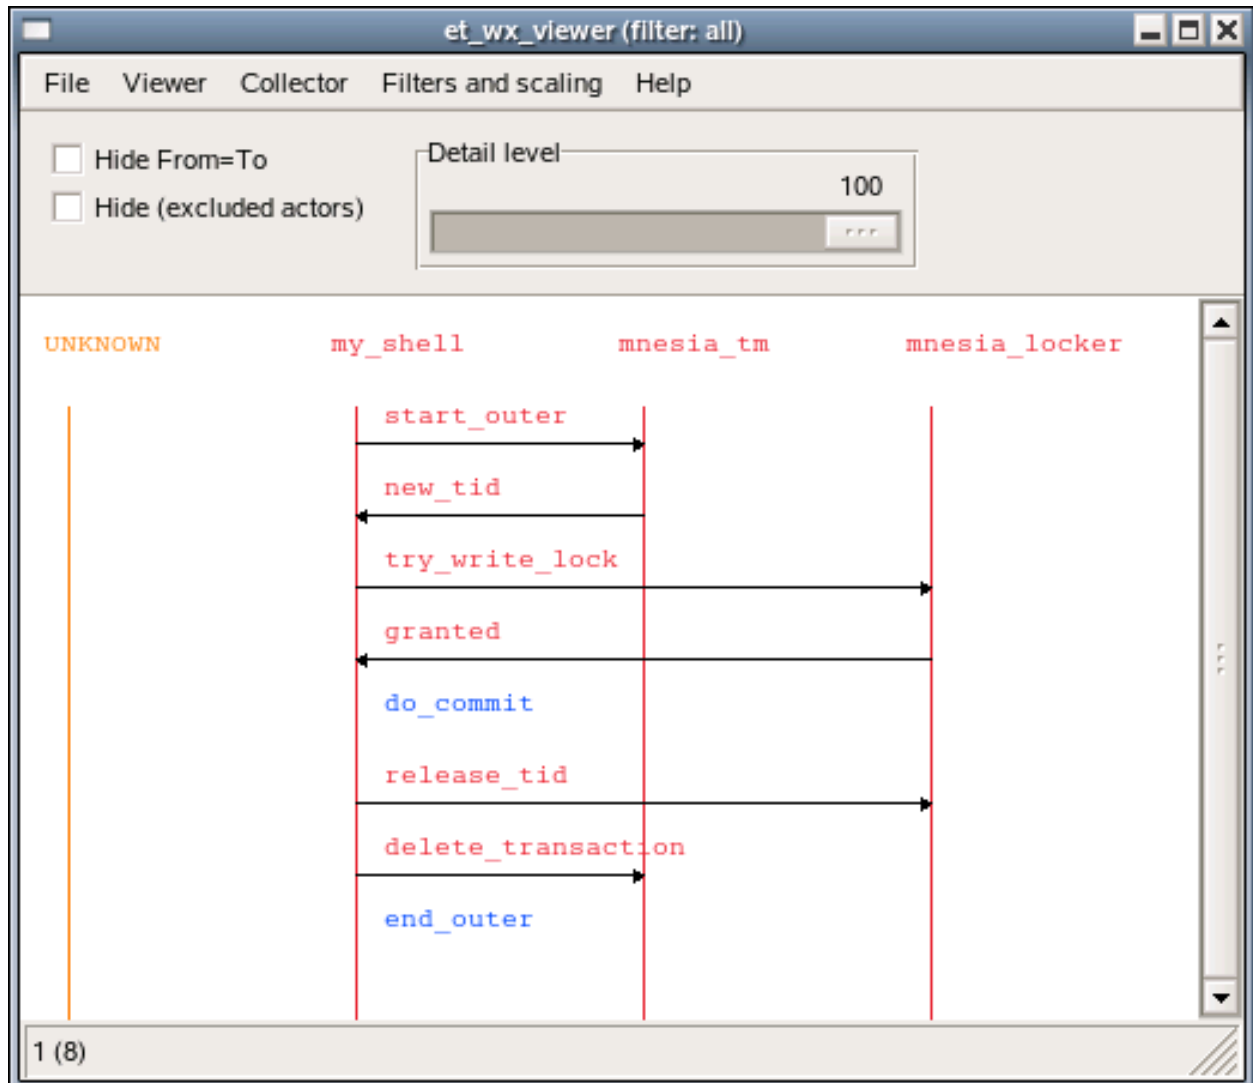 et_wx_viewer (filter: all)
File Viewer Collector Filters and scaling Help
Hide From=To
Hide (excluded actors)
Detail level
100
UNKNOWN my_shell mnesia_tm mnesia_locker
start_outer
new_tid
try_write_lock
granted
do_commit
release_tid
delete_transaction
end_outer
1 (8)